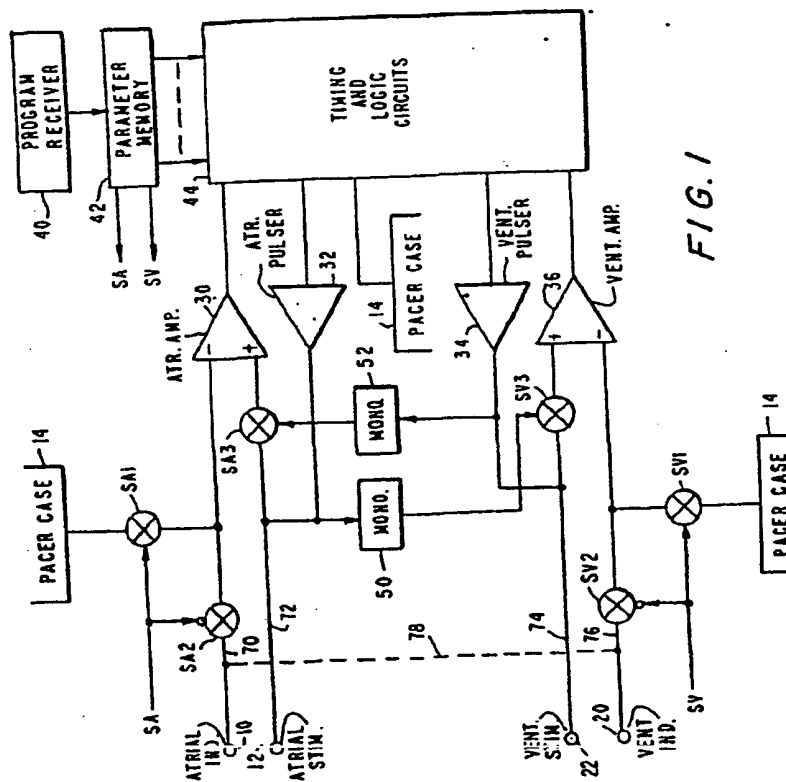 PROGRAM
RECEIVER
40
PARAMETER
MEMORY
42
SA
SV
44
TIMING
AND
LOGIC
CIRCUITS
PACER CASE
14
SA1
SA
SA2
70
ATR. AMP.
30
-
+
SA3
72
ATRIAL IND.
10
12
ATRIAL STIM.
ATR.
PULSER
32
PACER CASE
14
MONO.
50
MONO.
52
78
VENT. PULSER
34
VENT. AMP.
36
+
-
SV3
74
76
SV2
SV1
SV
VENT. STIM.
22
20
VENT IND.
PACER CASE
14
FIG. 1